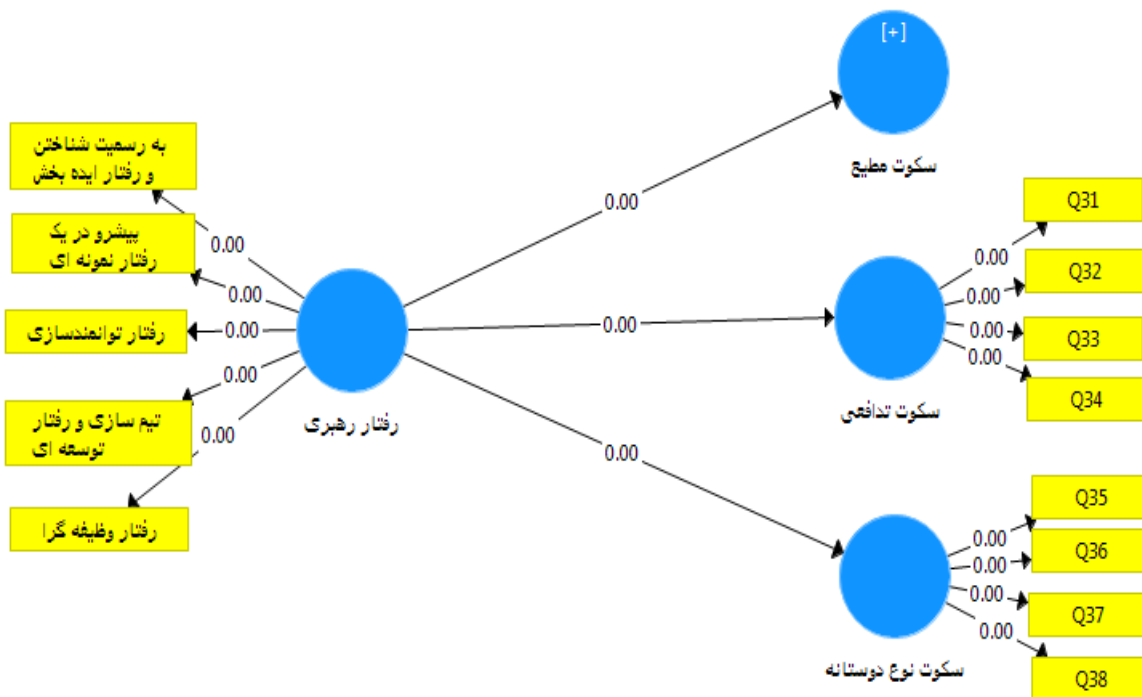 [+]
سکوت مطیع
0.00
به رسمیت شناختن
و رفتار ایده بخش
0.00
پیشرو در یک
رفتار نمونه ای
0.00
رفتار توانمندسازی
0.00
تیم سازی و رفتار
توسعه ای
0.00
رفتار وظیفه گرا
0.00
رفتار رهبری
0.00
سکوت تدافعی
0.00
Q31
0.00
Q32
0.00
Q33
0.00
Q34
0.00
سکوت نوع دوستانه
0.00
Q35
0.00
Q36
0.00
Q37
0.00
Q38